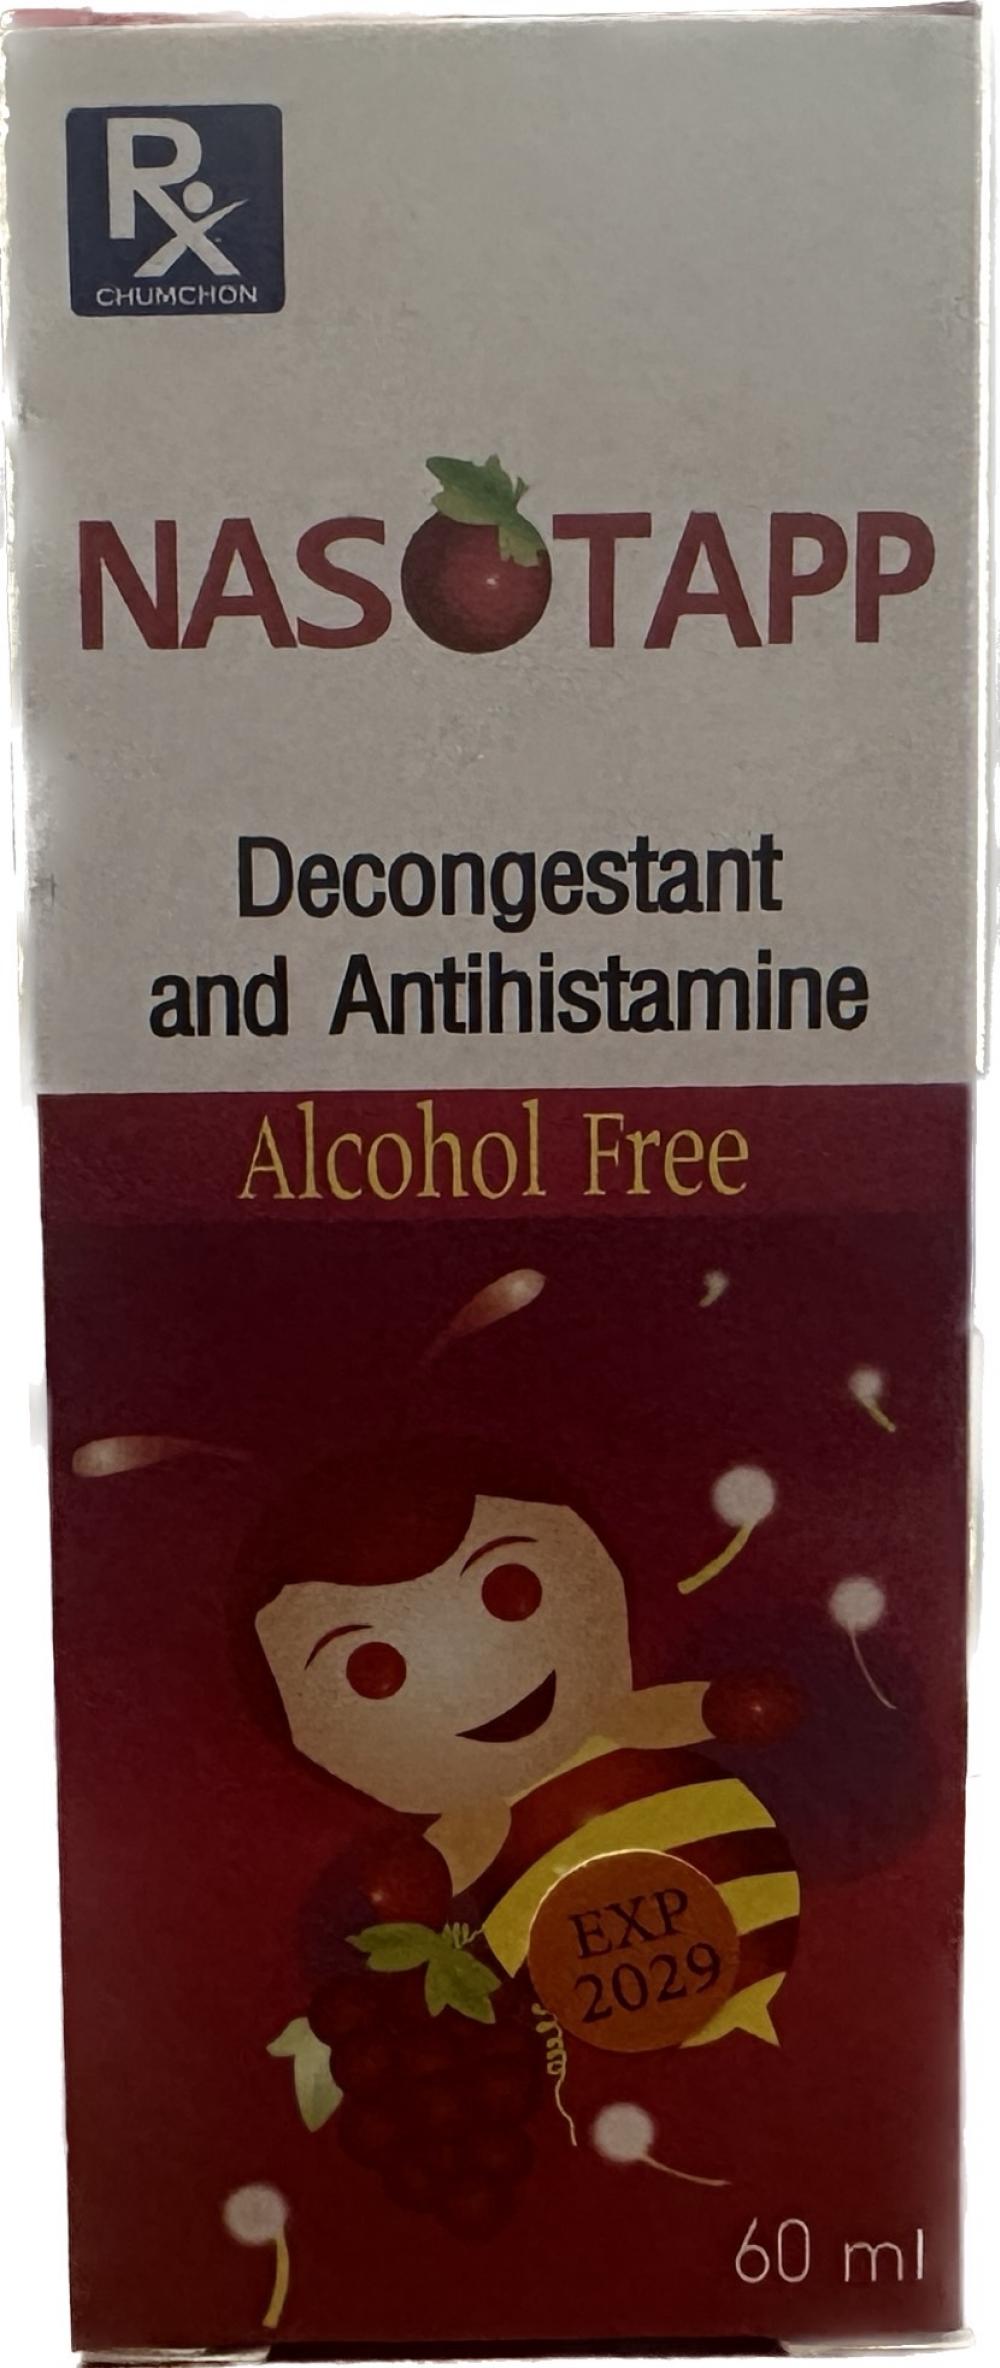 Rx
CHUMCHON
NASOTAPP
Decongestant
and Antihistamine
Alcohol Free
EXP
2029
60 ml